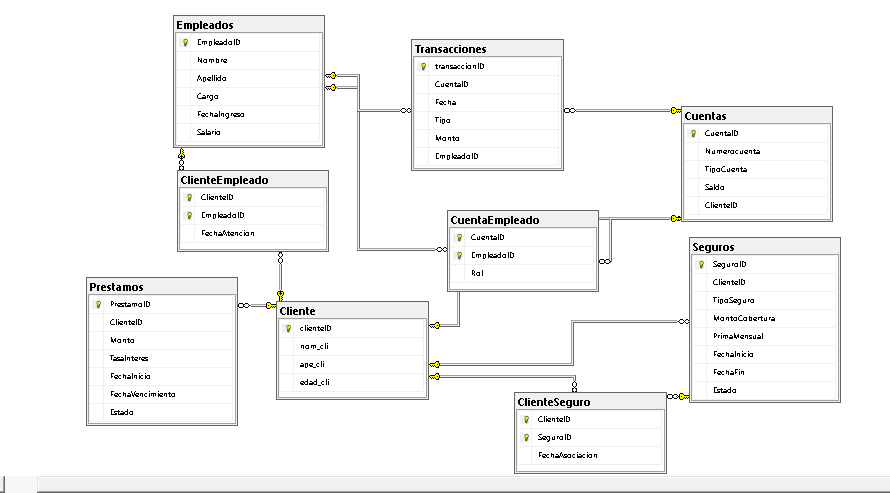 Empleados
EmpleadoID
Nombre
Apellido
Cargo
FechaIngreso
Salario
Transacciones
transaccionID
CuentaID
Fecha
Tipo
Monto
EmpleadoID
Cuentas
CuentaID
Numerocuenta
TipoCuenta
Saldo
ClienteID
ClienteEmpleado
ClienteID
EmpleadoID
FechaAtencion
CuentaEmpleado
CuentaID
EmpleadoID
Rol
Seguros
SeguroID
ClienteID
TipoSeguro
MontoCobertura
PrimaMensual
FechaInicio
FechaFin
Estado
Prestamos
PrestamoID
ClienteID
Monto
TasaInteres
FechaInicio
FechaVencimiento
Estado
Cliente
clienteID
nom_cli
ape_cli
edad_cli
ClienteSeguro
ClienteID
SeguroID
FechaAsociacion